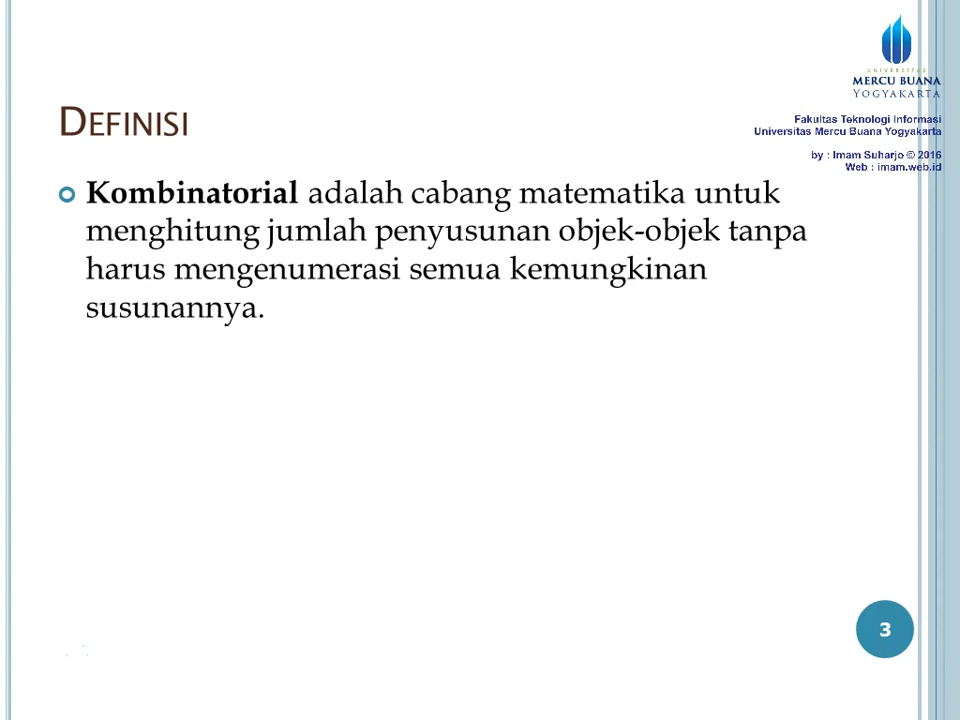 UNIVERSITAS
MERCU BUANA
YOGYAKARTA
Fakultas Teknologi Informasi
Universitas Mercu Buana Yogyakarta
by : Imam Suharjo © 2016
Web : imam.web.id
DEFINISI
Kombinatorial adalah cabang matematika untuk
menghitung jumlah penyusunan objek-objek tanpa
harus mengenumerasi semua kemungkinan
susunannya.
3